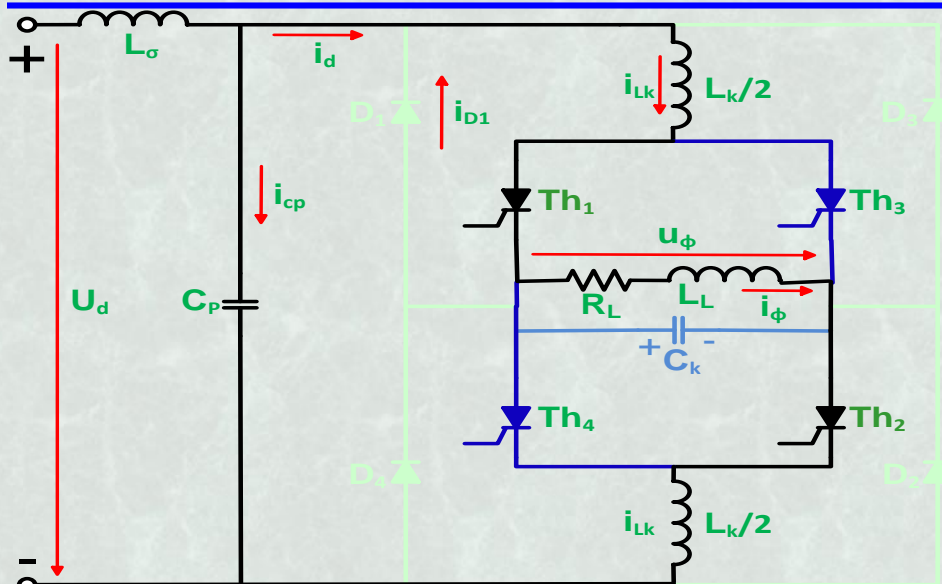 +
Lσ
id
iLk
Lk/2
D1
iD1
D3
icp
Th1
Th3
uϕ
Ud
CP
RL
LL
iϕ
+ Ck -
Th4
Th2
D4
D2
iLk
Lk/2
-